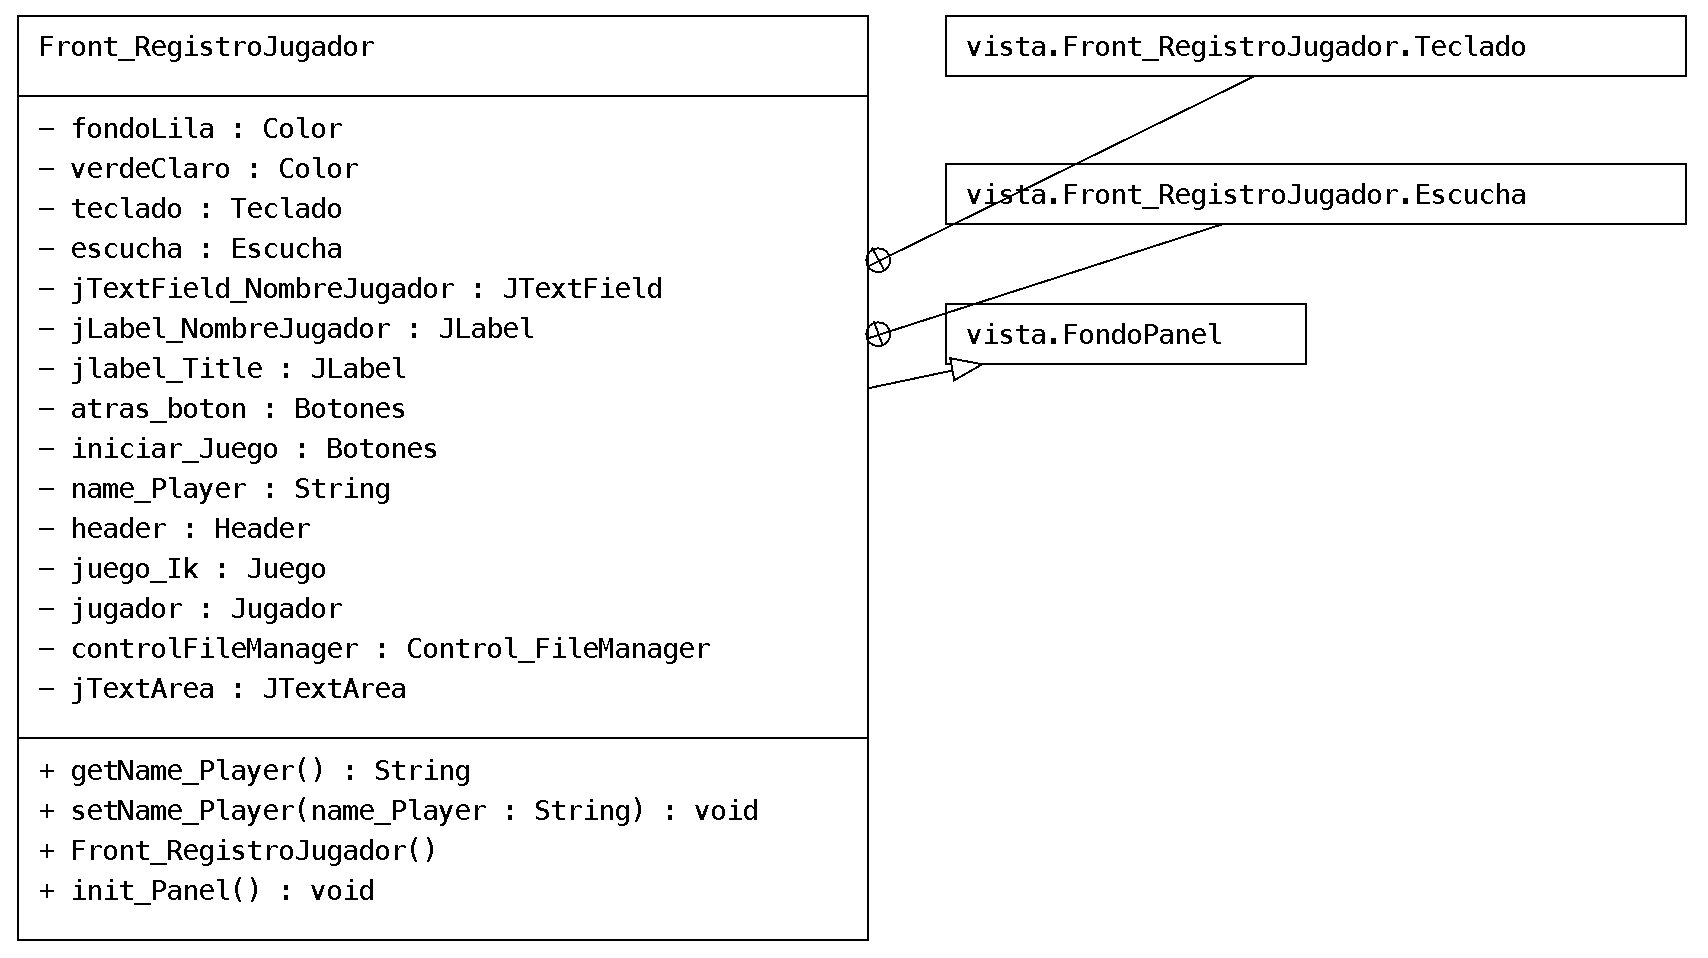 Front_RegistroJugador
– fondoLila : Color
– verdeClaro : Color
– teclado : Teclado
– escucha : Escucha
– jTextField_NombreJugador : JTextField
– jLabel_NombreJugador : JLabel
– jlabel_Title : JLabel
– atras_boton : Botones
– iniciar_Juego : Botones
– name_Player : String
– header : Header
– juego_Ik : Juego
– jugador : Jugador
– controlFileManager : Control_FileManager
– jTextArea : JTextArea
+ getName_Player() : String
+ setName_Player(name_Player : String) : void
+ Front_RegistroJugador()
+ init_Panel() : void
vista.Front_RegistroJugador.Teclado
vista.Front_RegistroJugador.Escucha
vista.FondoPanel